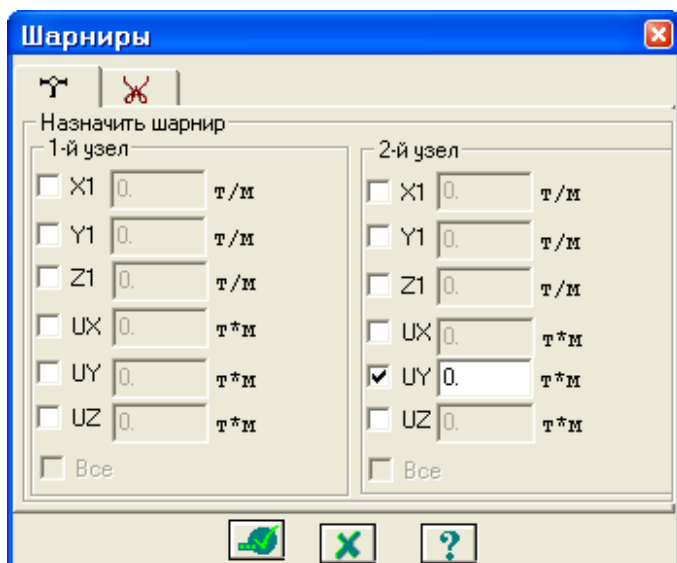 Шарниры
Назначить шарнир
1-й узел
X1 0. т/м
Y1 0. т/м
Z1 0. т/м
UX 0. т*м
UY 0. т*м
UZ 0. т*м
Все
2-й узел
X1 0. т/м
Y1 0. т/м
Z1 0. т/м
UX 0. т*м
UY 0. т*м
UZ 0. т*м
Все
?